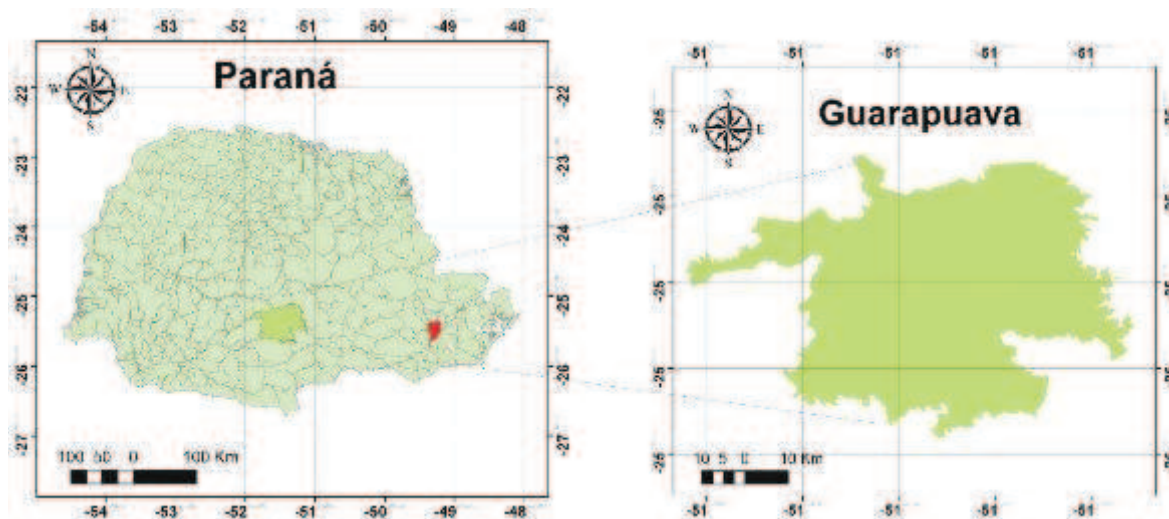 -54 -53 -52 -51 -50 -49 -48
Paraná
N
W
-22 -22
-23 -23
-24 -24
-25 -25
-26 -26
-27 -27
100 50 0 100 Km
-54 -53 -52 -51 -50 -49 -48
-51 -51 -51 -51 -51
Guarapuava
N
W E
S
-25 -25
-25 -25
-25 -25
10 5 0 10 Km
-51 -51 -51 -51 -51